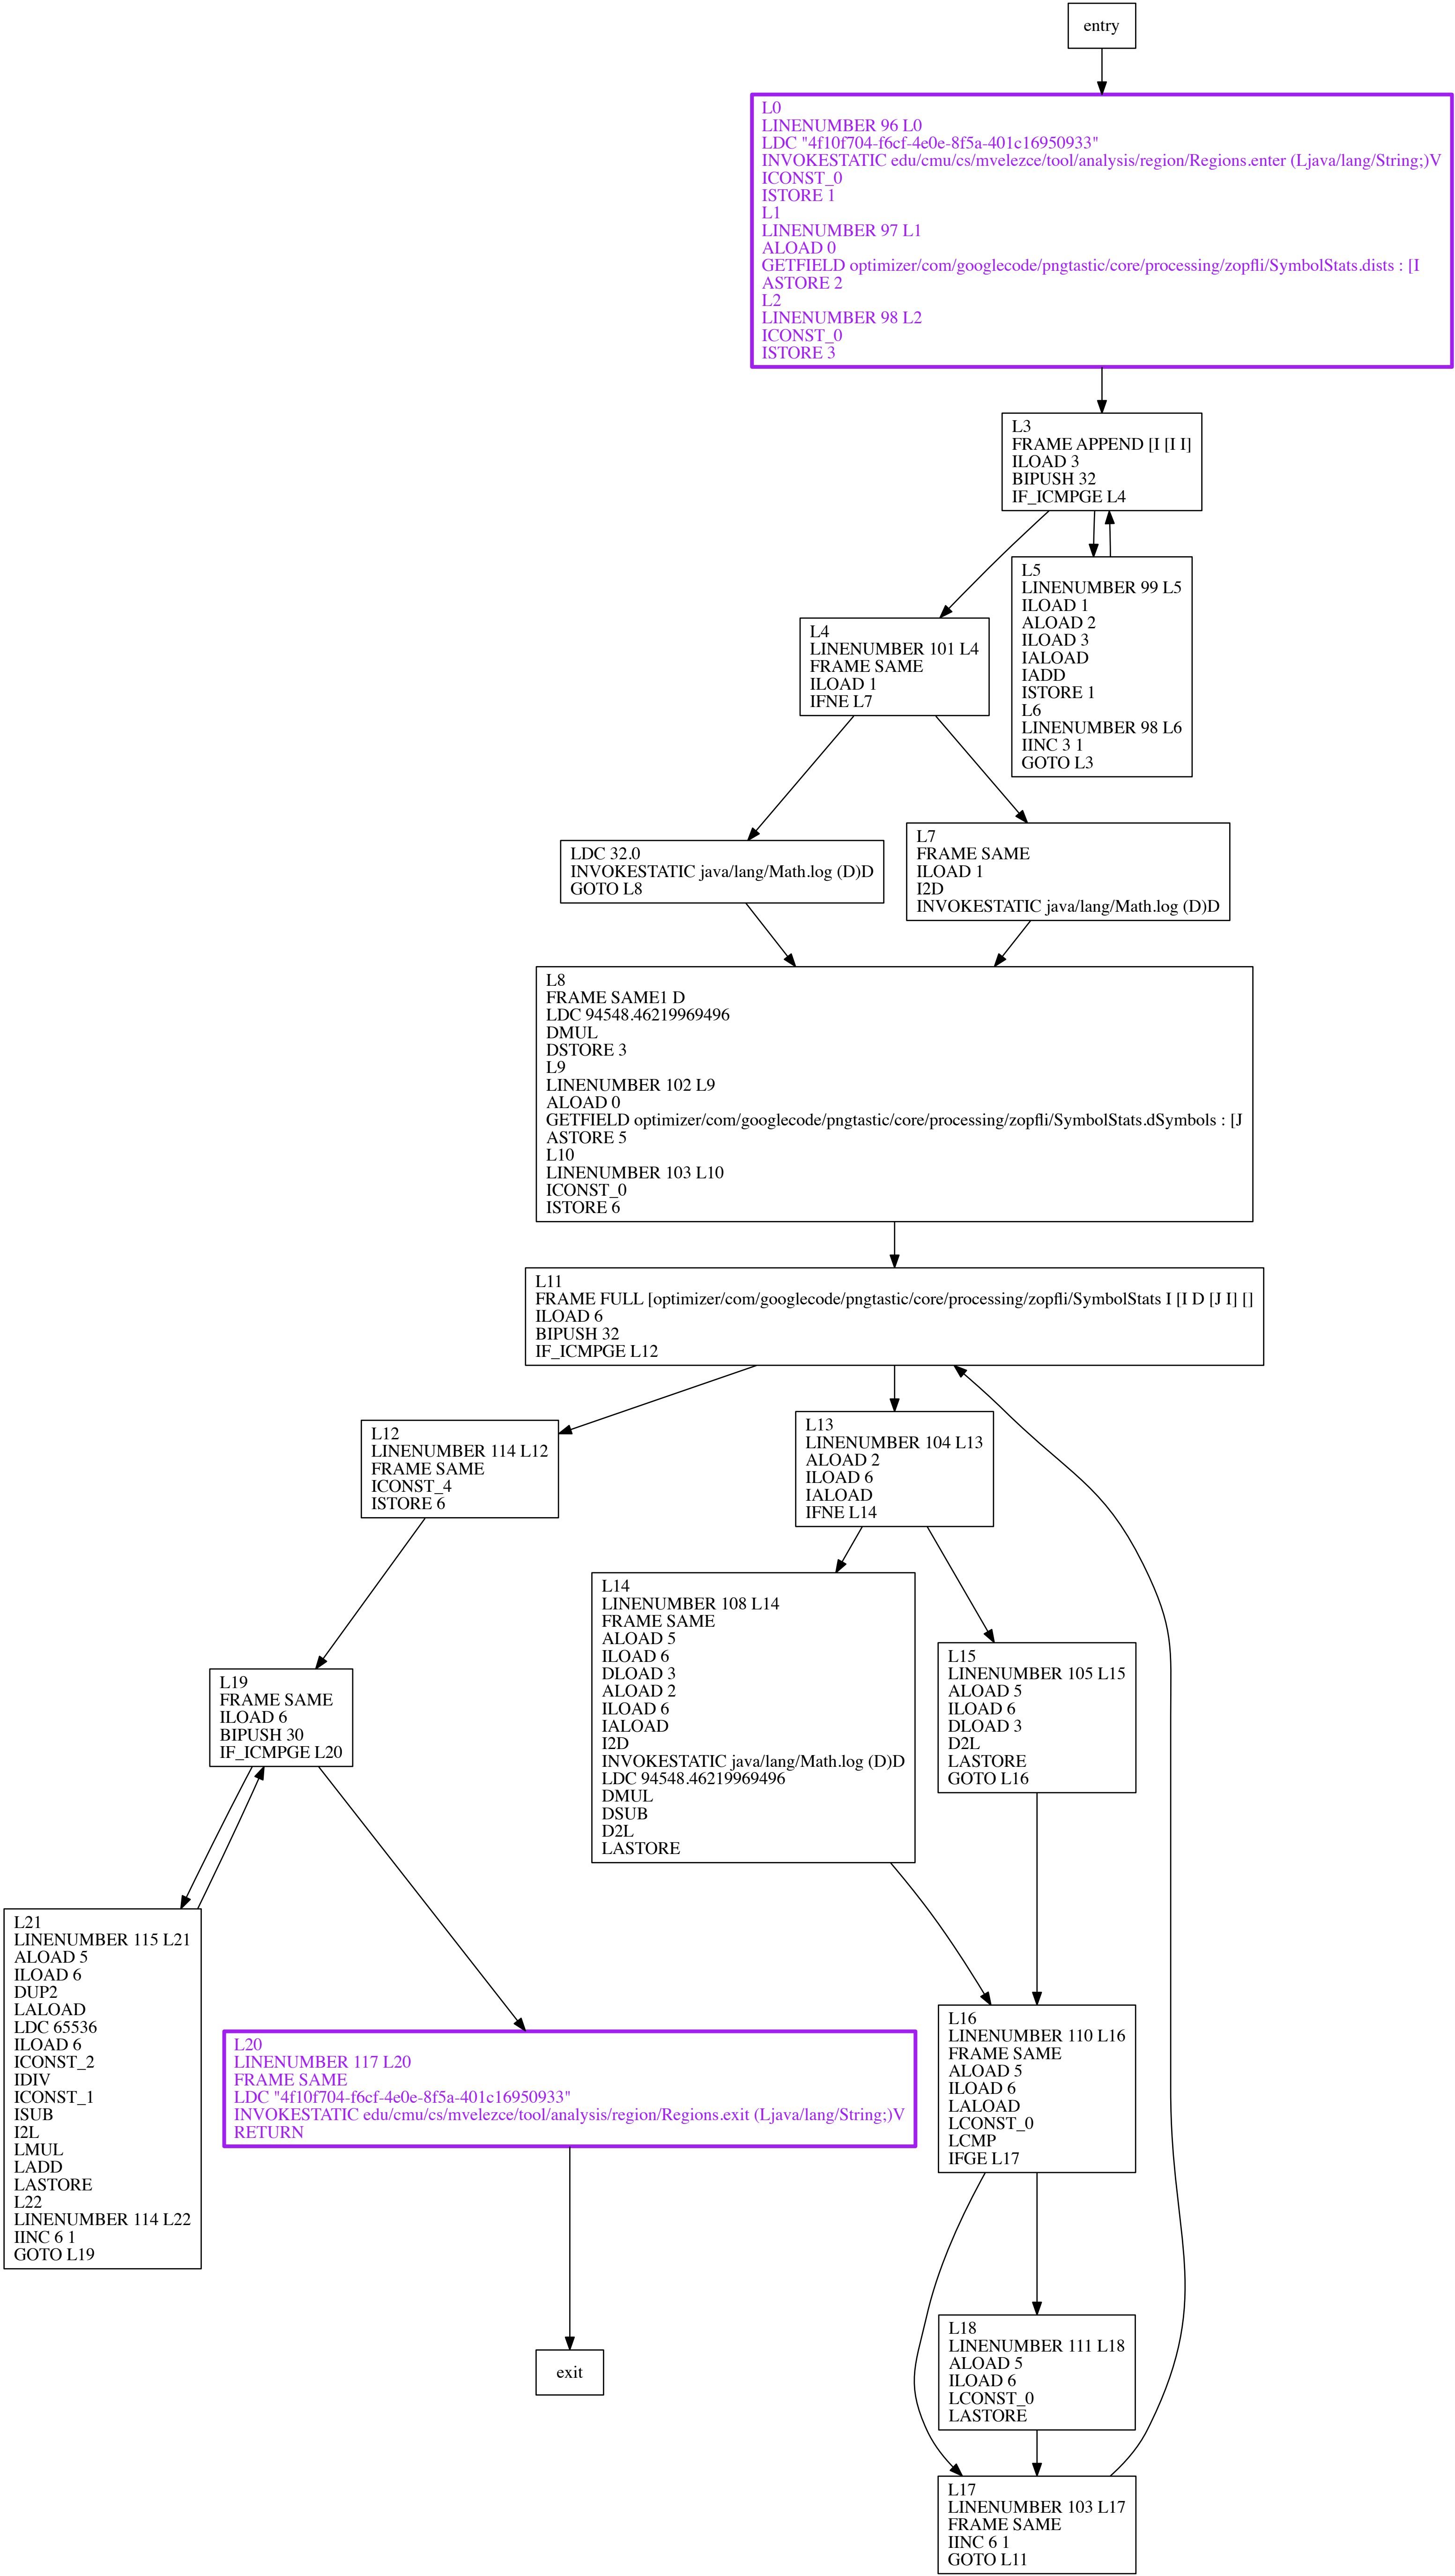 entry
L0
LINENUMBER 96 L0
LDC "4f10f704-f6cf-4e0e-8f5a-401c16950933"
INVOKESTATIC edu/cmu/cs/mvelezce/tool/analysis/region/Regions.enter (Ljava/lang/String;)V
ICONST_0
ISTORE 1
L1
LINENUMBER 97 L1
ALOAD 0
GETFIELD optimizer/com/googlecode/pngtastic/core/processing/zopfli/SymbolStats.dists : [I
ASTORE 2
L2
LINENUMBER 98 L2
ICONST_0
ISTORE 3
L3
FRAME APPEND [I [I I]
ILOAD 3
BIPUSH 32
IF_ICMPGE L4
L5
LINENUMBER 99 L5
ILOAD 1
ALOAD 2
ILOAD 3
IALOAD
IADD
ISTORE 1
L6
LINENUMBER 98 L6
IINC 3 1
GOTO L3
L4
LINENUMBER 101 L4
FRAME SAME
ILOAD 1
IFNE L7
LDC 32.0
INVOKESTATIC java/lang/Math.log (D)D
GOTO L8
L7
FRAME SAME
ILOAD 1
I2D
INVOKESTATIC java/lang/Math.log (D)D
L8
FRAME SAME1 D
LDC 94548.46219969496
DMUL
DSTORE 3
L9
LINENUMBER 102 L9
ALOAD 0
GETFIELD optimizer/com/googlecode/pngtastic/core/processing/zopfli/SymbolStats.dSymbols : [J
ASTORE 5
L10
LINENUMBER 103 L10
ICONST_0
ISTORE 6
L11
FRAME FULL [optimizer/com/googlecode/pngtastic/core/processing/zopfli/SymbolStats I [I D [J I] []
ILOAD 6
BIPUSH 32
IF_ICMPGE L12
L12
LINENUMBER 114 L12
FRAME SAME
ICONST_4
ISTORE 6
L13
LINENUMBER 104 L13
ALOAD 2
ILOAD 6
IALOAD
IFNE L14
L14
LINENUMBER 108 L14
FRAME SAME
ALOAD 5
ILOAD 6
DLOAD 3
ALOAD 2
ILOAD 6
IALOAD
I2D
INVOKESTATIC java/lang/Math.log (D)D
LDC 94548.46219969496
DMUL
DSUB
D2L
LASTORE
L15
LINENUMBER 105 L15
ALOAD 5
ILOAD 6
DLOAD 3
D2L
LASTORE
GOTO L16
L19
FRAME SAME
ILOAD 6
BIPUSH 30
IF_ICMPGE L20
L21
LINENUMBER 115 L21
ALOAD 5
ILOAD 6
DUP2
LALOAD
LDC 65536
ILOAD 6
ICONST_2
IDIV
ICONST_1
ISUB
I2L
LMUL
LADD
LASTORE
L22
LINENUMBER 114 L22
IINC 6 1
GOTO L19
L20
LINENUMBER 117 L20
FRAME SAME
LDC "4f10f704-f6cf-4e0e-8f5a-401c16950933"
INVOKESTATIC edu/cmu/cs/mvelezce/tool/analysis/region/Regions.exit (Ljava/lang/String;)V
RETURN
L16
LINENUMBER 110 L16
FRAME SAME
ALOAD 5
ILOAD 6
LALOAD
LCONST_0
LCMP
IFGE L17
L18
LINENUMBER 111 L18
ALOAD 5
ILOAD 6
LCONST_0
LASTORE
exit
L17
LINENUMBER 103 L17
FRAME SAME
IINC 6 1
GOTO L11